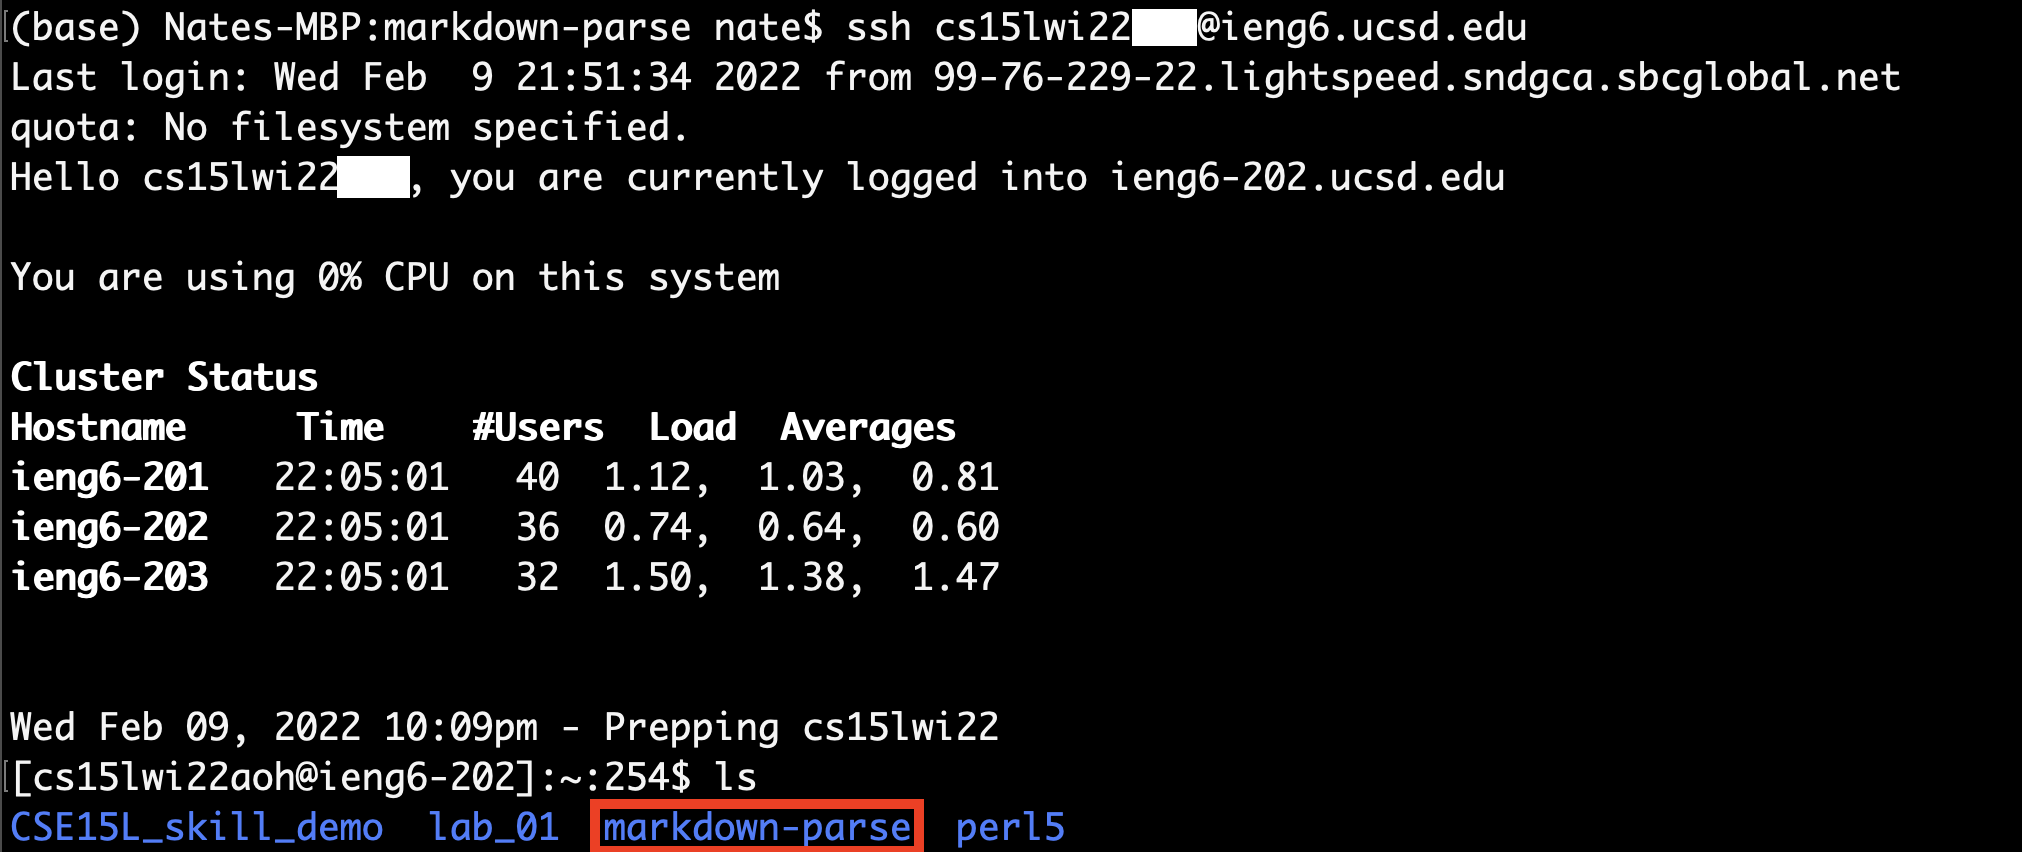 (base) Nates-MBP:markdown-parse nate$ ssh cs15lwi22 @ieng6.ucsd.edu
Last login: Wed Feb  9 21:51:34 2022 from 99-76-229-22.lightspeed.sndgca.sbcglobal.net
quota: No filesystem specified.
Hello cs15lwi22 , you are currently logged into ieng6-202.ucsd.edu
You are using 0% CPU on this system
Cluster Status
Hostname     Time    #Users  Load  Averages
ieng6-201   22:05:01   40  1.12,  1.03,  0.81
ieng6-202   22:05:01   36  0.74,  0.64,  0.60
ieng6-203   22:05:01   32  1.50,  1.38,  1.47
Wed Feb 09, 2022 10:09pm - Prepping cs15lwi22
[cs15lwi22aoh@ieng6-202]:~:254$ ls
CSE15L_skill_demo  lab_01  markdown-parse  perl5